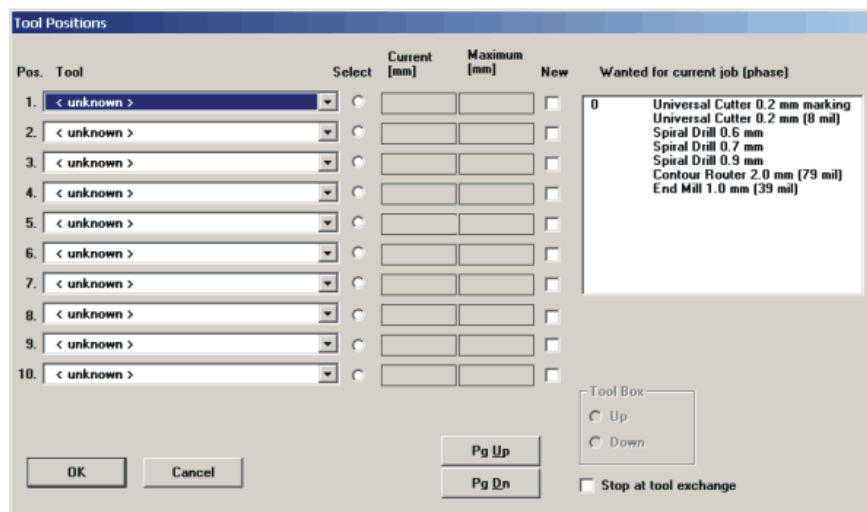 Tool Positions
Pos. Tool Select Current [mm] Maximum [mm] New Wanted for current job (phase)
1. < unknown >
2. < unknown >
3. < unknown >
4. < unknown >
5. < unknown >
6. < unknown >
7. < unknown >
8. < unknown >
9. < unknown >
10. < unknown >
0 Universal Cutter 0.2 mm marking
Universal Cutter 0.2 mm (8 mil)
Spiral Drill 0.6 mm
Spiral Drill 0.7 mm
Spiral Drill 0.9 mm
Contour Router 2.0 mm (79 mil)
End Mill 1.0 mm (39 mil)
Tool Box
Up
Down
Stop at tool exchange
Pg Up
Pg Dn
OK Cancel